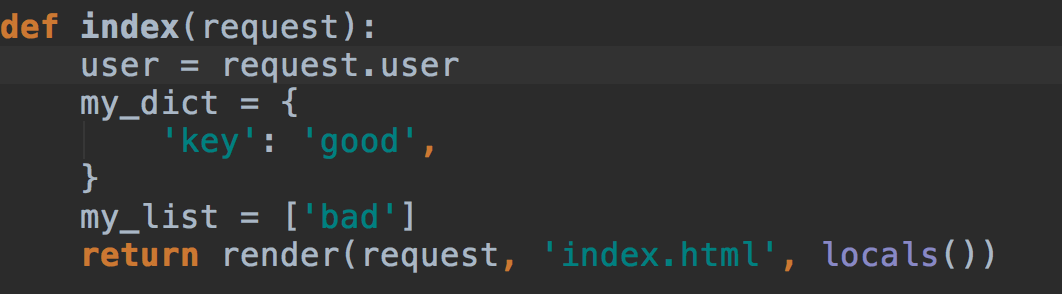 def index(request):
    user = request.user
    my_dict = {
        'key': 'good',
    }
    my_list = ['bad']
    return render(request, 'index.html', locals())